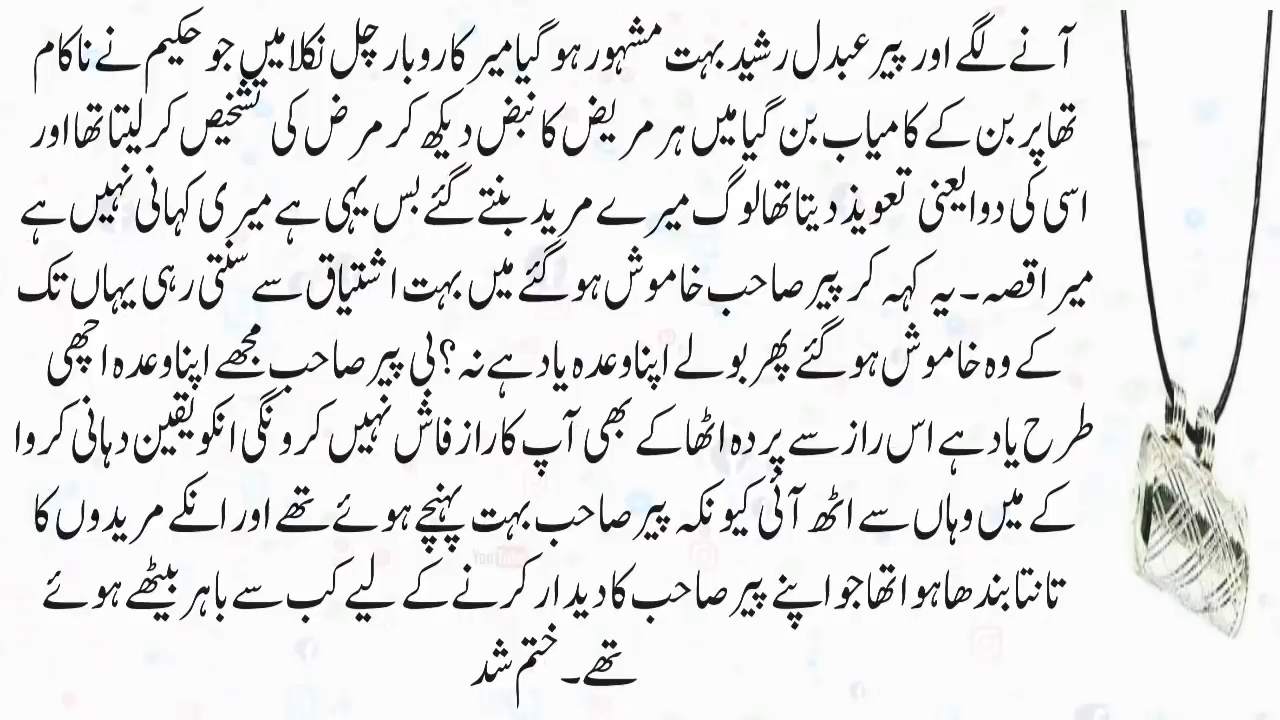 آنے لگے اور پیر عبدل رشید بہت مشہور ہو گیا میر کاروبار چل نکلا میں جو حکیم نے ناکام
تھا پر بن کے کامیاب بن گیا میں ہر مریض کا نبض دیکھ کر مرض کی تشخیص کر لیتا تھا اور
اسی کی دوا یعنی تعویذ دیتا تھا لوگ میرے مرید بنتے گئے بس یہی ہے میری کہانی نہیں ہے
میرا قصہ۔ یہ کہہ کر پیر صاحب خاموش ہو گئے میں بہت اشتیاق سے سنتی رہی یہاں تک
کے وہ خاموش ہو گئے پھر بولے اپنا وعدہ یاد ہے نہ ؟ بی پیر صاحب مجھے اپنا وعدہ اچھی
طرح یاد ہے اس راز سے پردہ اٹھا کے بھی آپ کا راز فاش نہیں کرونگی انکو یقین دہانی کروا
کے میں وہاں سے اٹھ آئی کیونکہ پیر صاحب بہت پہنچے ہوئے تھے اور انکے مریدوں کا
تانتا بندھا ہوا تھا جو اپنے پیر صاحب کا دیدار کرنے کے لیے کب سے باہر بیٹھے ہوئے
تھے۔ ختم شد
YouTube